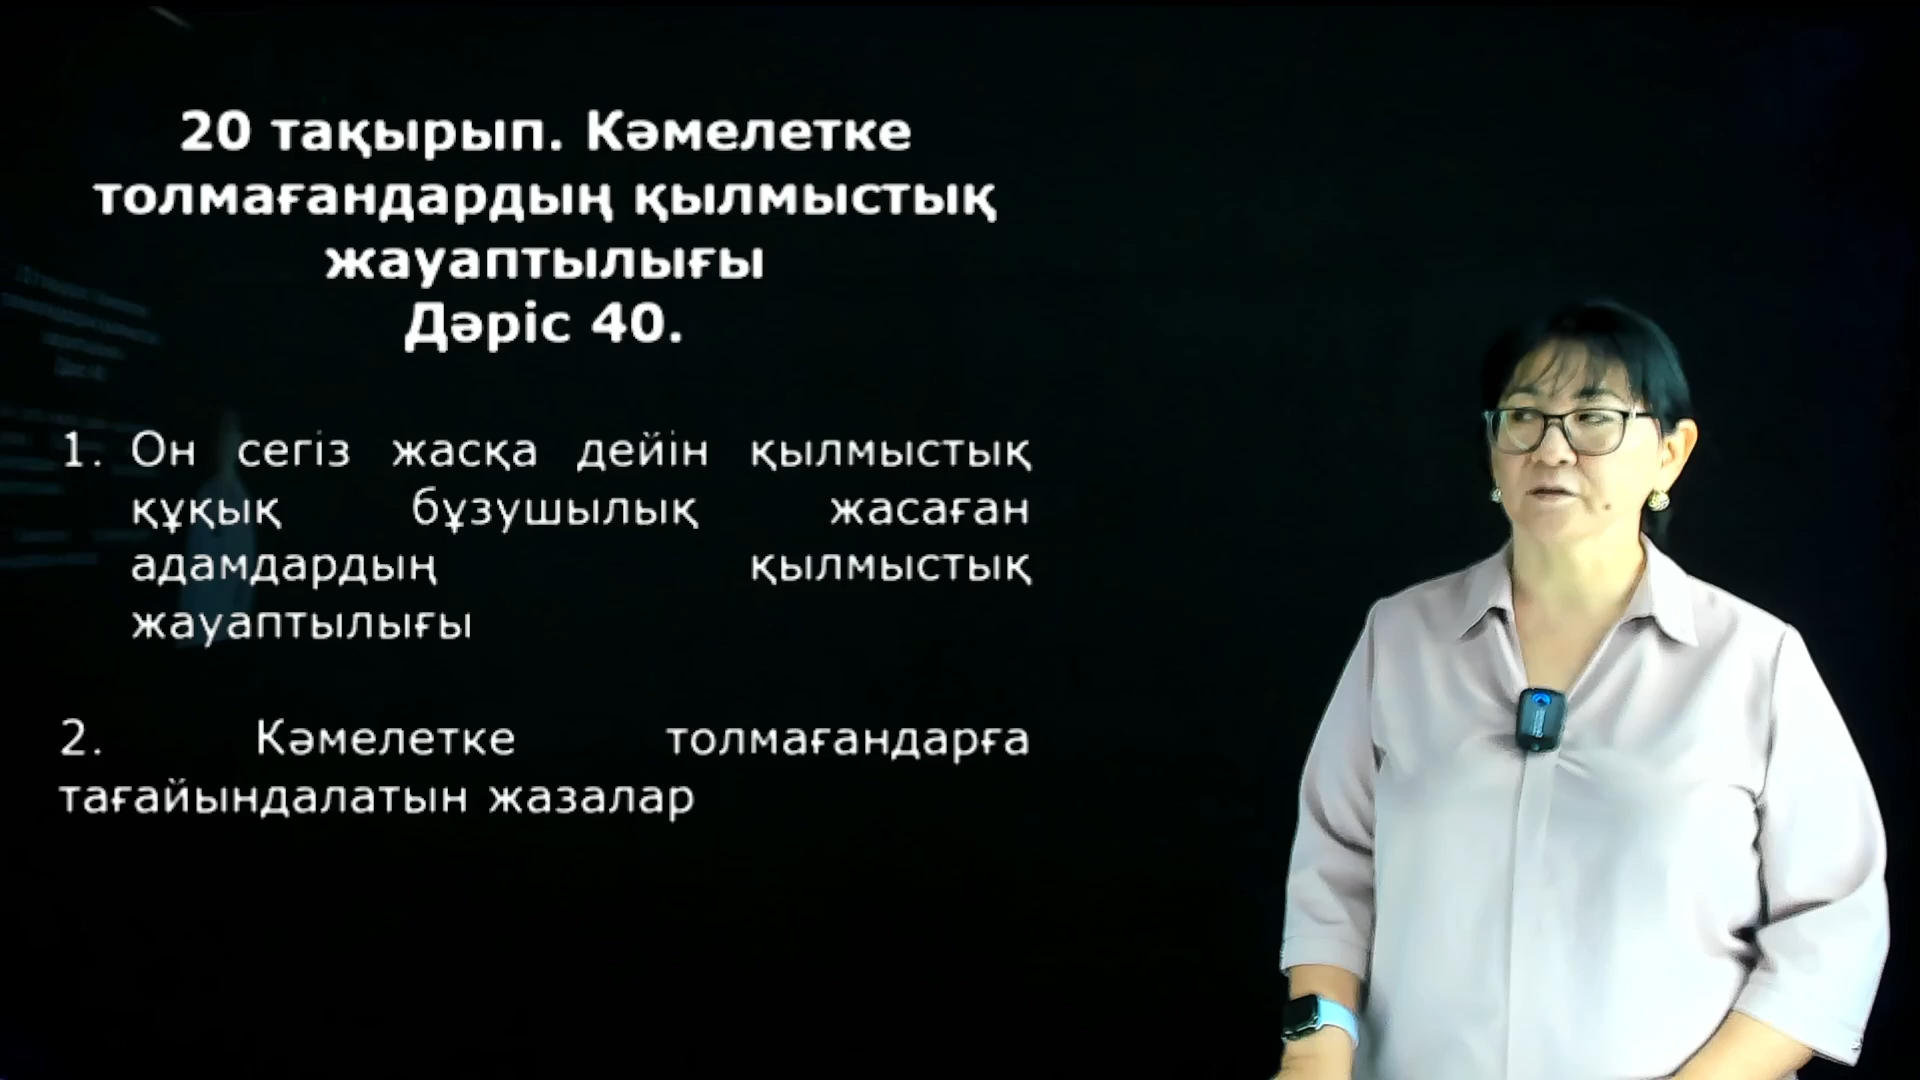 20 тақырып. Кәмелетке
толмағандардың қылмыстық
жауаптылығы
Дәріс 40.
1. Он сегіз жасқа дейін қылмыстық
құқық бұзушылық жасаған
адамдардың қылмыстық
жауаптылығы
2. Кәмелетке толмағандарға
тағайындалатын жазалар